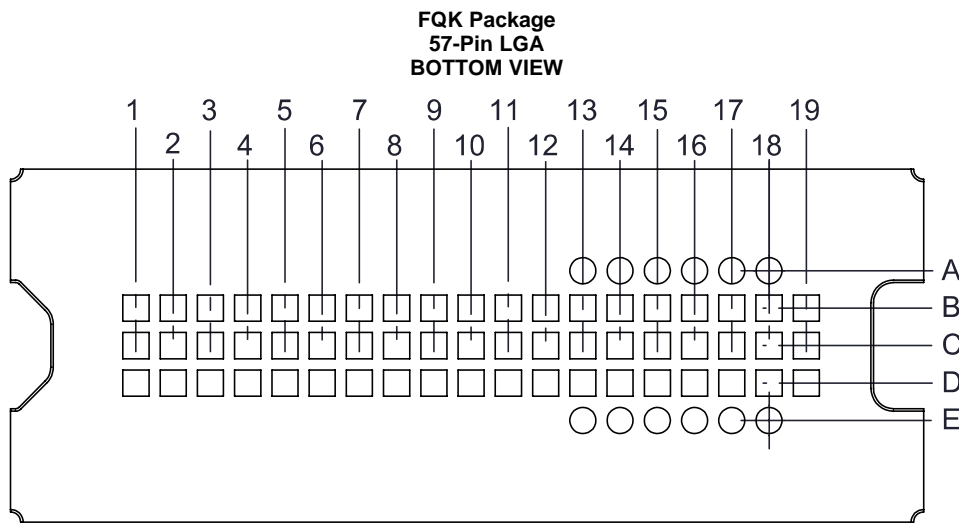 FQK Package
57-Pin LGA
BOTTOM VIEW
1 3 5 7 9 11 13 15 17 19
2 4 6 8 10 12 14 16 18
A
B
C
D
E